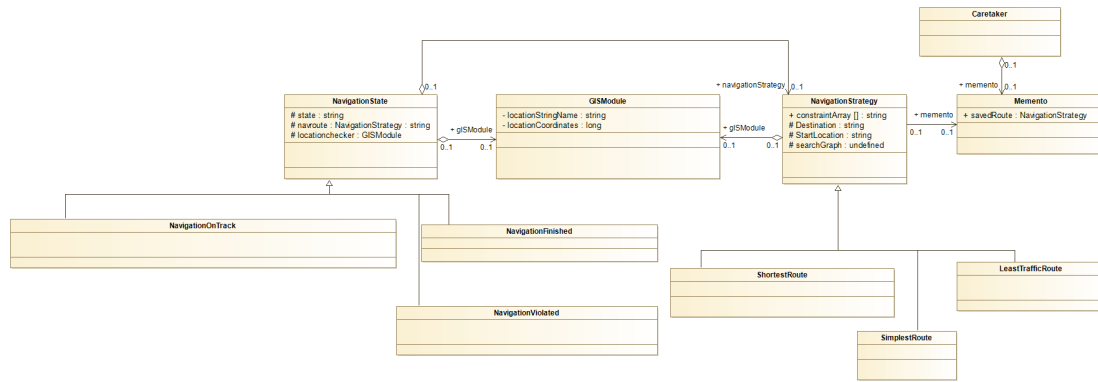 Caretaker
0..1
+ memento
0..1
0..1
+ navigationStrategy
0..1
NavigationState
# state : string
# navroute : NavigationStrategy : string
# locationchecker : GISModule
+ gISModule
0..1
0..1
GISModule
- locationStringName : string
- locationCoordinates : long
+ gISModule
0..1
0..1
NavigationStrategy
+ constraintArray [] : string
# Destination : string
# StartLocation : string
# searchGraph : undefined
+ memento
0..1
0..1
Memento
+ savedRoute : NavigationStrategy
NavigationOnTrack
NavigationFinished
NavigationViolated
ShortestRoute
LeastTrafficRoute
SimplestRoute